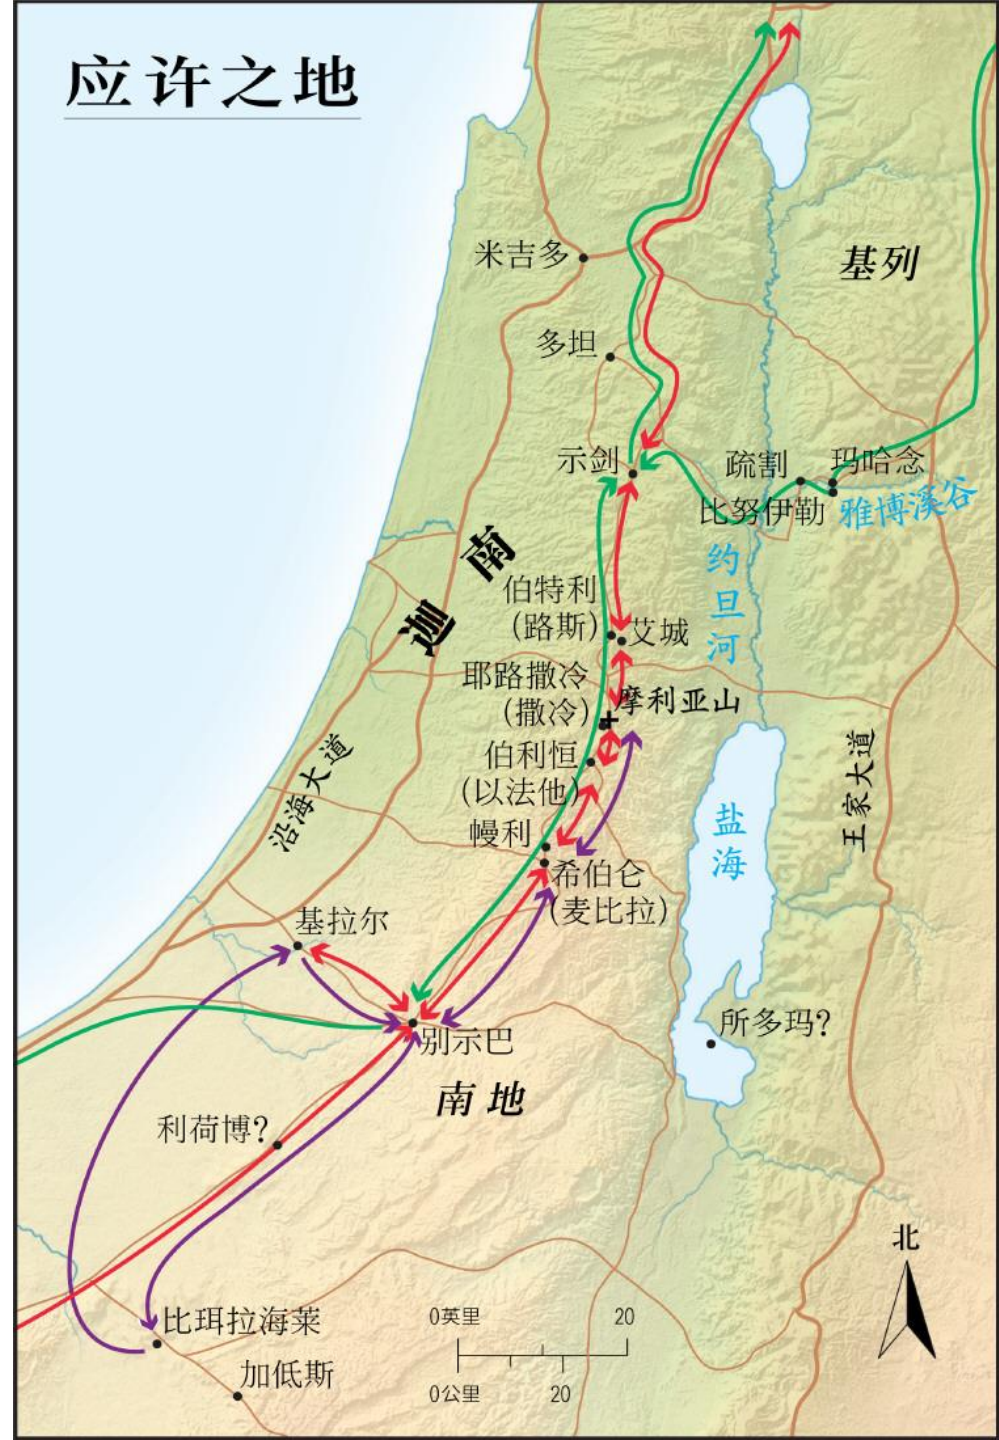 应许之地
米吉多
基列
多坦
示剑
疏割
玛哈念
比努伊勒
雅博溪谷
迦南
约旦河
伯特利
(路斯)
艾城
耶路撒冷
(撒冷)
摩利亚山
伯利恒
(以法他)
沿海大道
王家大道
盐海
幔利
希伯仑
(麦比拉)
基拉尔
别示巴
所多玛?
南地
利荷博?
北
比珥拉海莱
加低斯
0英里 20
0公里 20